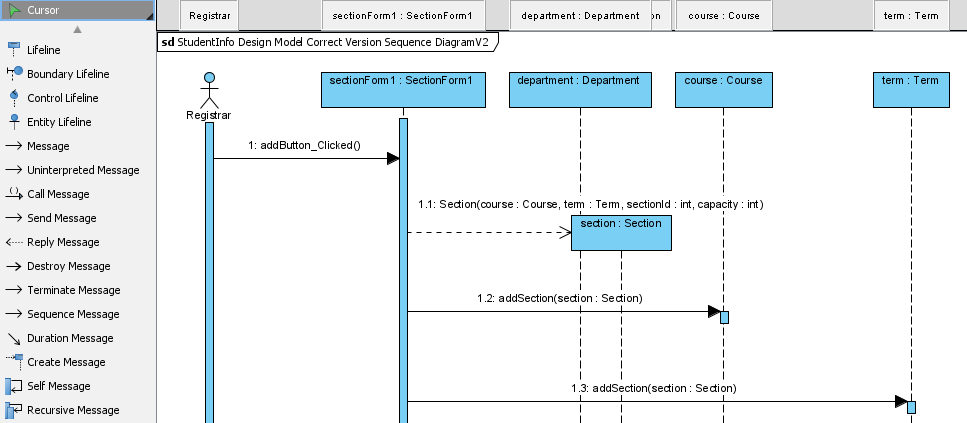 Cursor
Lifeline
Boundary Lifeline
Control Lifeline
Entity Lifeline
Message
Uninterpreted Message
Call Message
Send Message
Reply Message
Destroy Message
Terminate Message
Sequence Message
Duration Message
Create Message
Self Message
Recursive Message
Registrar
sectionForm1 : SectionForm1
department : Department
course : Course
term : Term
sd StudentInfo Design Model Correct Version Sequence DiagramV2
sectionForm1 : SectionForm1
department : Department
course : Course
term : Term
Registrar
1: addButton_Clicked()
1.1: Section(course : Course, term : Term, sectionId : int, capacity : int)
section : Section
1.2: addSection(section : Section)
1.3: addSection(section : Section)